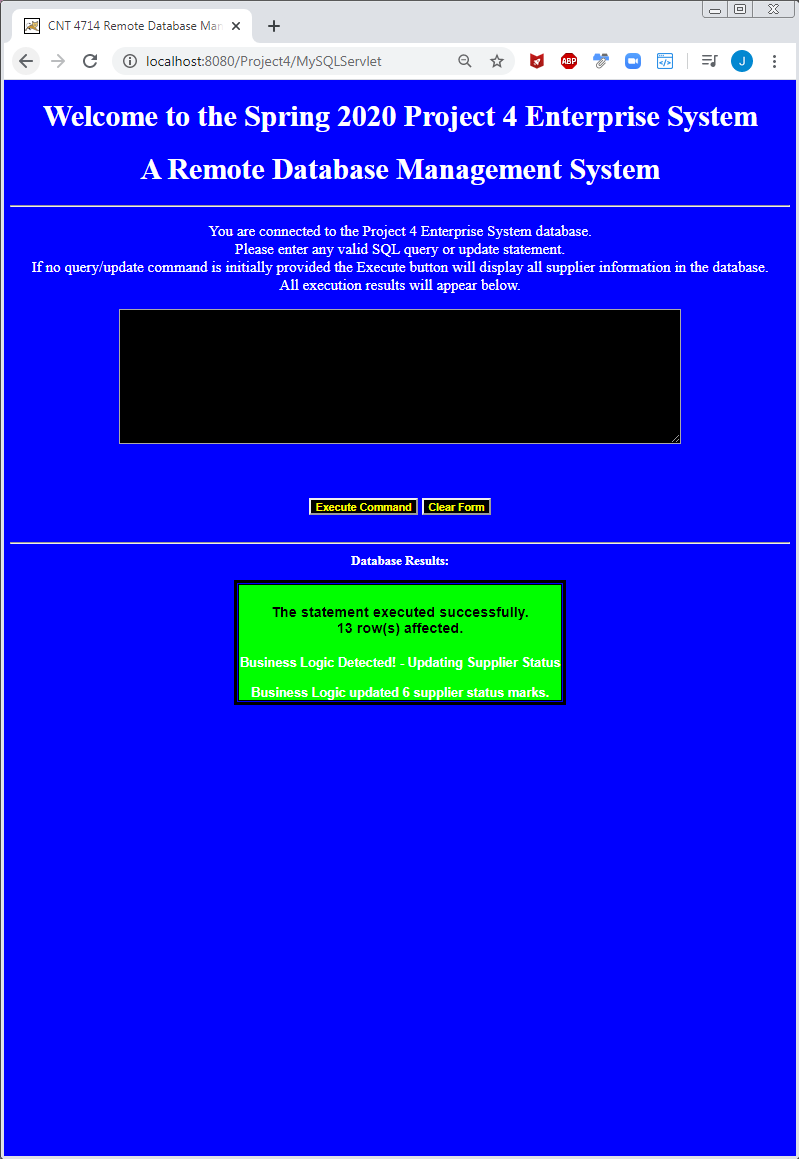 CNT 4714 Remote Database Man
localhost:8080/Project4/MySQLServlet
ABP
J
Welcome to the Spring 2020 Project 4 Enterprise System
A Remote Database Management System
You are connected to the Project 4 Enterprise System database.
Please enter any valid SQL query or update statement.
If no query/update command is initially provided the Execute button will display all supplier information in the database.
All execution results will appear below.
Execute Command Clear Form
Database Results:
The statement executed successfully.
13 row(s) affected.
Business Logic Detected! - Updating Supplier Status
Business Logic updated 6 supplier status marks.